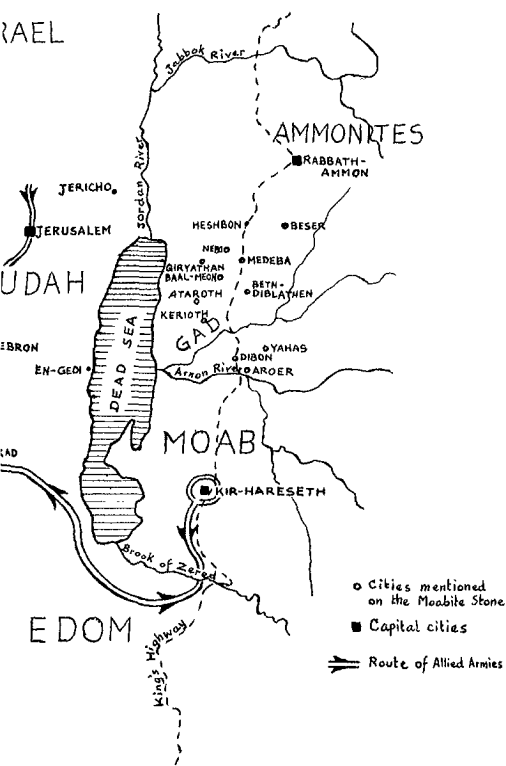 RAEL
Jabbok River
AMMONITES
RABBATH-
AMMON
Jordan River
JERICHO
JERUSALEM
HESHBON
BESER
NEBO
MEDEBA
QIRYATHAN
BAAL-MEON
UDAH
BETH-
DIBLATHEN
ATAROTH
KERIOTH
GAD
DEAD SEA
EBRON
YAHAS
DIBON
EN-GEDI
Arnon River
AROER
MOAB
AD
KIR-HARESETH
Brook of Zered
EDOM
King's Highway
Cities mentioned
on the Moabite Stone
Capital cities
Route of Allied Armies